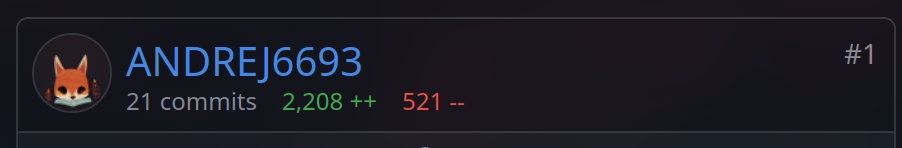 ANDREJ6693
#1
21 commits 2,208 ++ 521 --